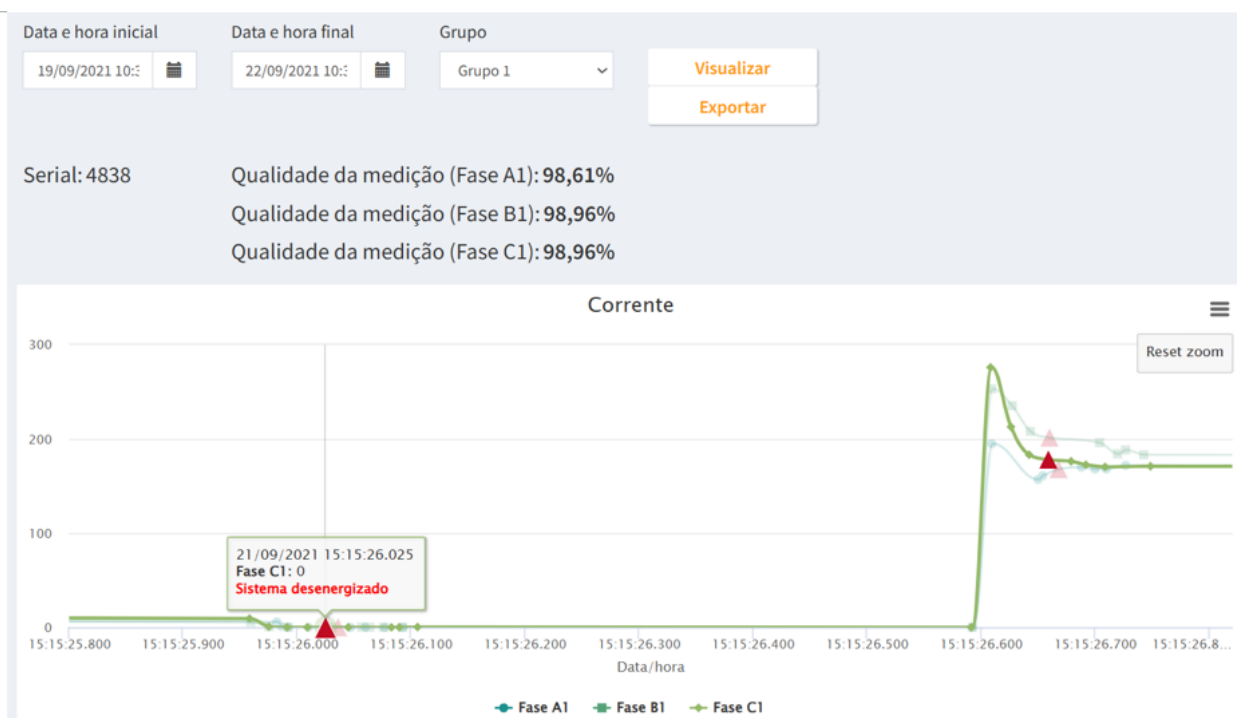 Data e hora inicial
Data e hora final
Grupo
19/09/2021 10:3
22/09/2021 10:3
Grupo 1
Visualizar
Exportar
Serial: 4838
Qualidade da medição (Fase A1): 98,61%
Qualidade da medição (Fase B1): 98,96%
Qualidade da medição (Fase C1): 98,96%
Corrente
Reset zoom
300
200
100
0
21/09/2021 15:15:26.025
Fase C1: 0
Sistema desenergizado
15:15:25.800 15:15:25.900 15:15:26.000 15:15:26.100 15:15:26.200 15:15:26.300 15:15:26.400 15:15:26.500 15:15:26.600 15:15:26.700 15:15:26.8...
Data/hora
Fase A1 Fase B1 Fase C1